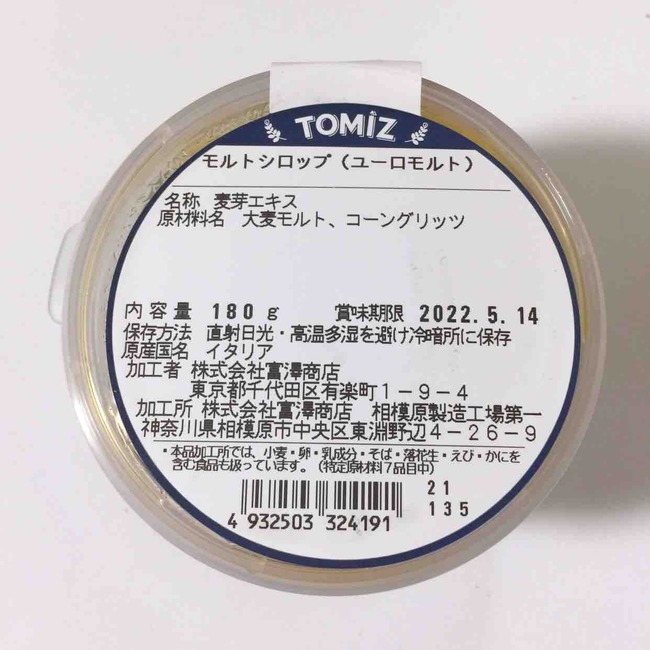 TOMIZ
モルトシロップ（ユーロモルト）
名称 麦芽エキス
原材料名 大麦モルト、コーングリッツ
内容量 180g 賞味期限 2022.5.14
保存方法 直射日光・高温多湿を避け冷暗所に保存
原産国名 イタリア
加工者 株式会社富澤商店
東京都千代田区有楽町1-9-4
加工所 株式会社富澤商店 相模原製造工場第一
神奈川県相模原市中央区東淵野辺4-26-9
・本品加工所では、小麦・卵・乳成分・そば・落花生・えび・かにを
含む食品も扱っています。（特定原材料7品目中）
21
135
4 932503 324191